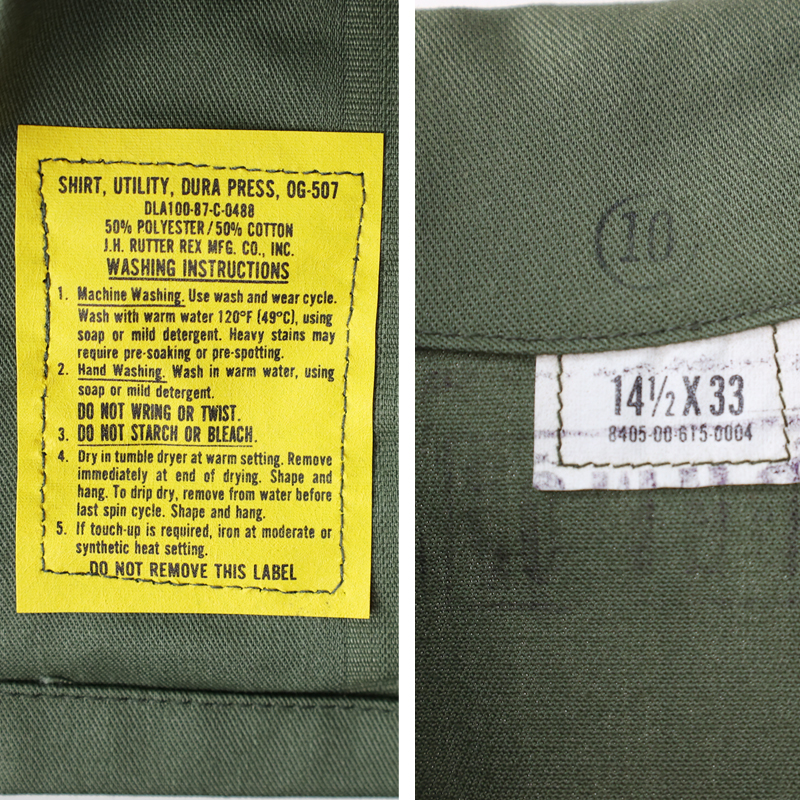 SHIRT, UTILITY, DURA PRESS, OG-507
DLA100-87-C-0488
50% POLYESTER/50% COTTON
J.H. RUTTER REX MFG. CO., INC.
WASHING INSTRUCTIONS
1. Machine Washing. Use wash and wear cycle.
Wash with warm water 120°F (49°C), using
soap or mild detergent. Heavy stains may
require pre-soaking or pre-spotting.
2. Hand Washing. Wash in warm water, using
soap or mild detergent.
DO NOT WRING OR TWIST.
3. DO NOT STARCH OR BLEACH.
4. Dry in tumble dryer at warm setting. Remove
immediately at end of drying. Shape and
hang. To drip dry, remove from water before
last spin cycle. Shape and hang.
5. If touch-up is required, iron at moderate or
synthetic heat setting.
DO NOT REMOVE THIS LABEL
14½ X 33
8405-00-615-0004